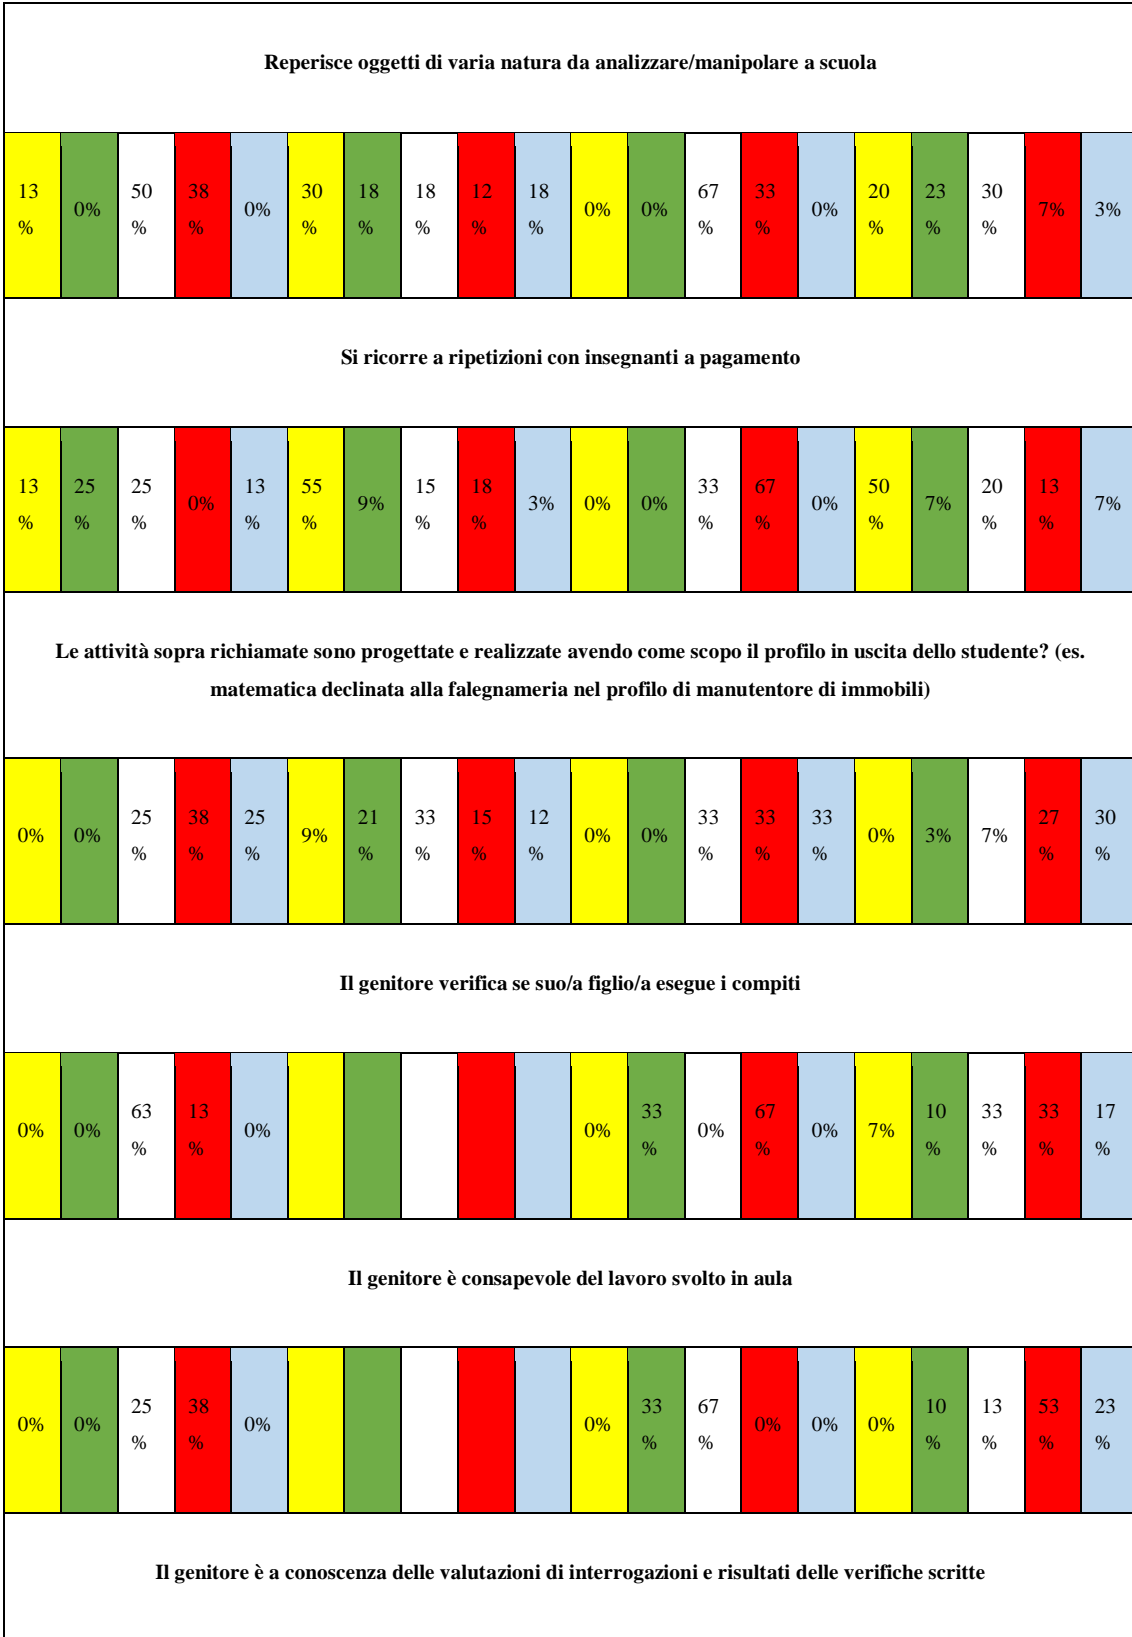 Reperisce oggetti di varia natura da analizzare/manipolare a scuola
13% 0% 50% 38% 0% 30% 18% 18% 12% 18% 0% 0% 67% 33% 0% 20% 23% 30% 7% 3%
Si ricorre a ripetizioni con insegnanti a pagamento
13% 25% 25% 0% 13% 55% 9% 15% 18% 3% 0% 0% 33% 67% 0% 50% 7% 20% 13% 7%
Le attività sopra richiamate sono progettate e realizzate avendo come scopo il profilo in uscita dello studente? (es.
matematica declinata alla falegnameria nel profilo di manutentore di immobili)
0% 0% 25% 38% 25% 9% 21% 33% 15% 12% 0% 0% 33% 33% 33% 0% 3% 7% 27% 30%
Il genitore verifica se suo/a figlio/a esegue i compiti
0% 0% 63% 13% 0% 0% 33% 0% 67% 0% 7% 10% 33% 33% 17%
Il genitore è consapevole del lavoro svolto in aula
0% 0% 25% 38% 0% 0% 33% 67% 0% 0% 0% 10% 13% 53% 23%
Il genitore è a conoscenza delle valutazioni di interrogazioni e risultati delle verifiche scritte